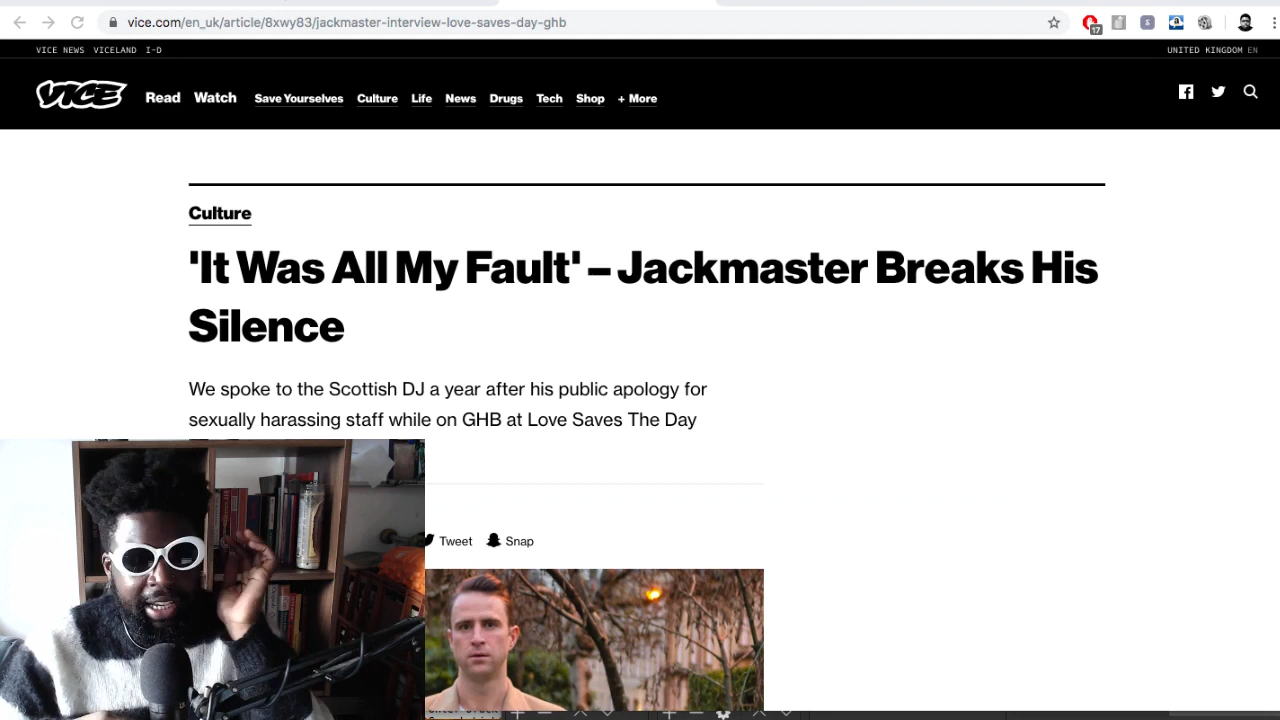 vice.com/en_uk/article/8xwy83/jackmaster-interview-love-saves-day-ghb
17
VICE NEWS VICELAND I-D
UNITED KINGDOM EN
VICE Read Watch Save Yourselves Culture Life News Drugs Tech Shop + More
Culture
'It Was All My Fault' – Jackmaster Breaks His
Silence
We spoke to the Scottish DJ a year after his public apology for
sexually harassing staff while on GHB at Love Saves The Day
Tweet Snap